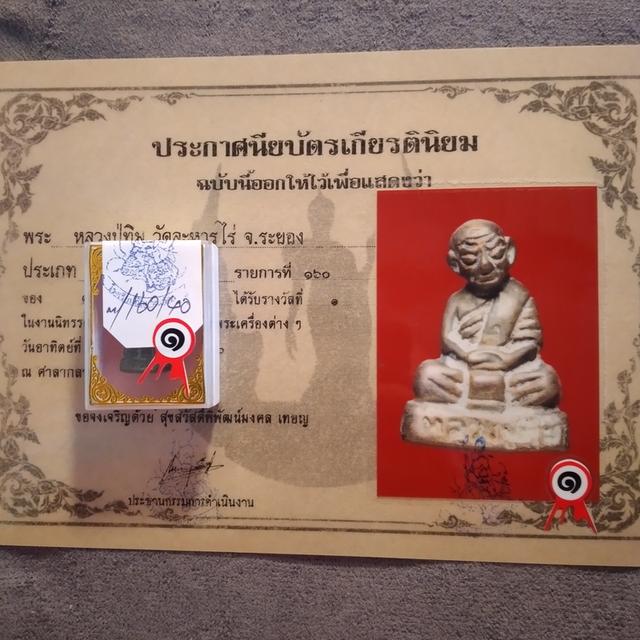 ประกาศนียบัตรเกียรตินิยม
ฉบับนี้ออกให้ไว้เพื่อแสดงว่า
พระ หลวงปู่ทิม วัดละหารไร่ จ.ระยอง
ประเภท รายการที่ ๑๖๐
ของ ได้รับรางวัลที่ ๑
ในงานนิทรร พระเครื่องต่าง ๆ
วันอาทิตย์ที่
ณ ศาลากลา
ขอจงเจริญด้วย สุขสวัสดิ์พิพัฒน์มงคล เทอญ
ประธานกรรมการดำเนินงาน
/160/40
๑
๑